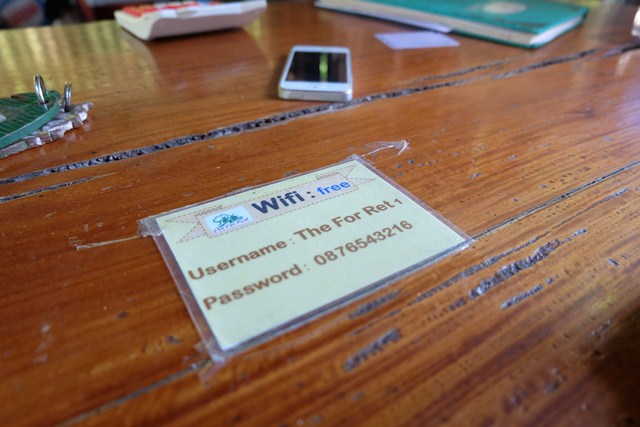 Wifi : free
Username : The For Ret.1
Password : 0876543216